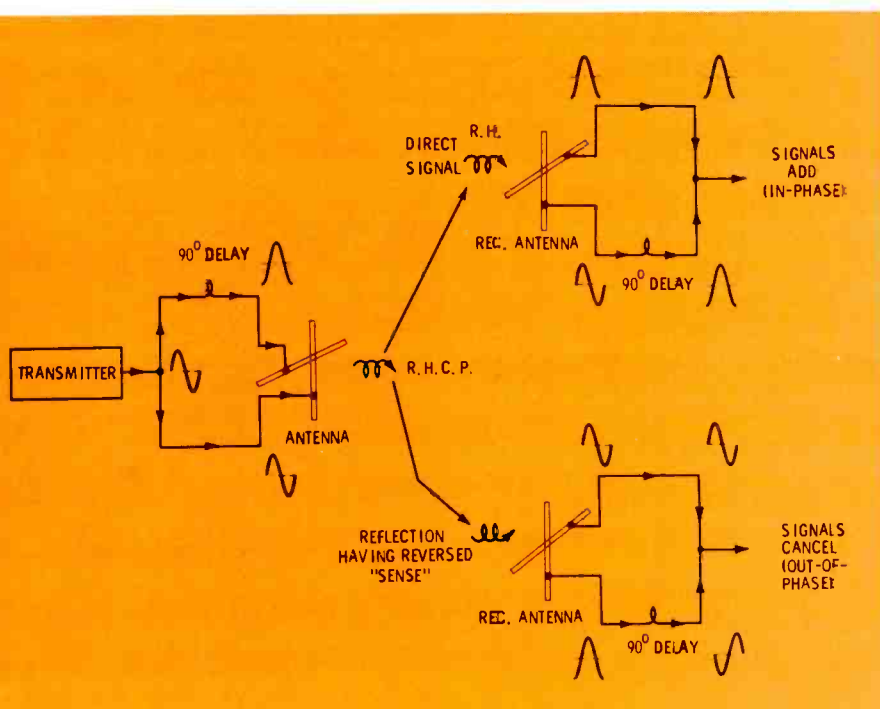 TRANSMITTER
90° DELAY
ANTENNA
R.H.C.P.
DIRECT
SIGNAL
R.H.
REC. ANTENNA
90° DELAY
SIGNALS
ADD
(IN-PHASE)
REFLECTION
HAVING REVERSED
"SENSE"
REC. ANTENNA
90° DELAY
SIGNALS
CANCEL
(OUT-OF-
PHASE)